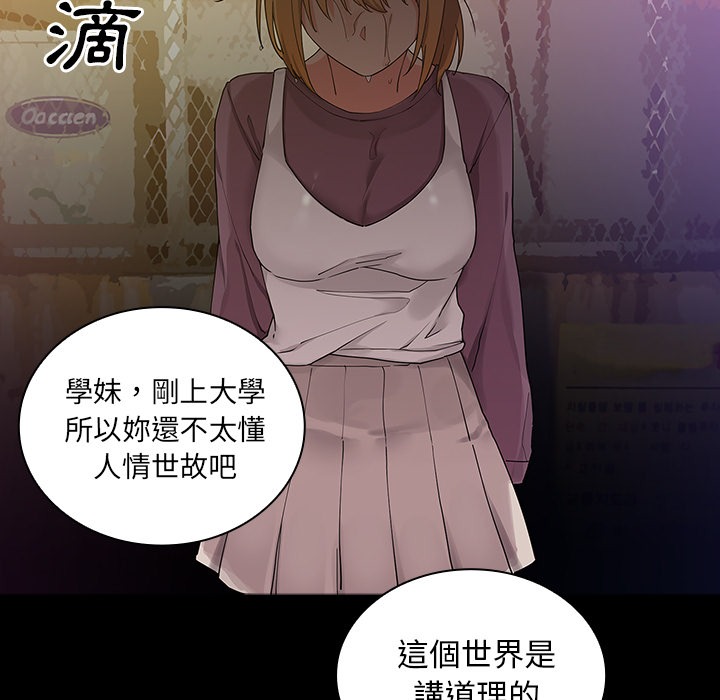 滴
Oaccten
學妹，剛上大學
所以妳還不太懂
人情世故吧
這個世界是
講道理的